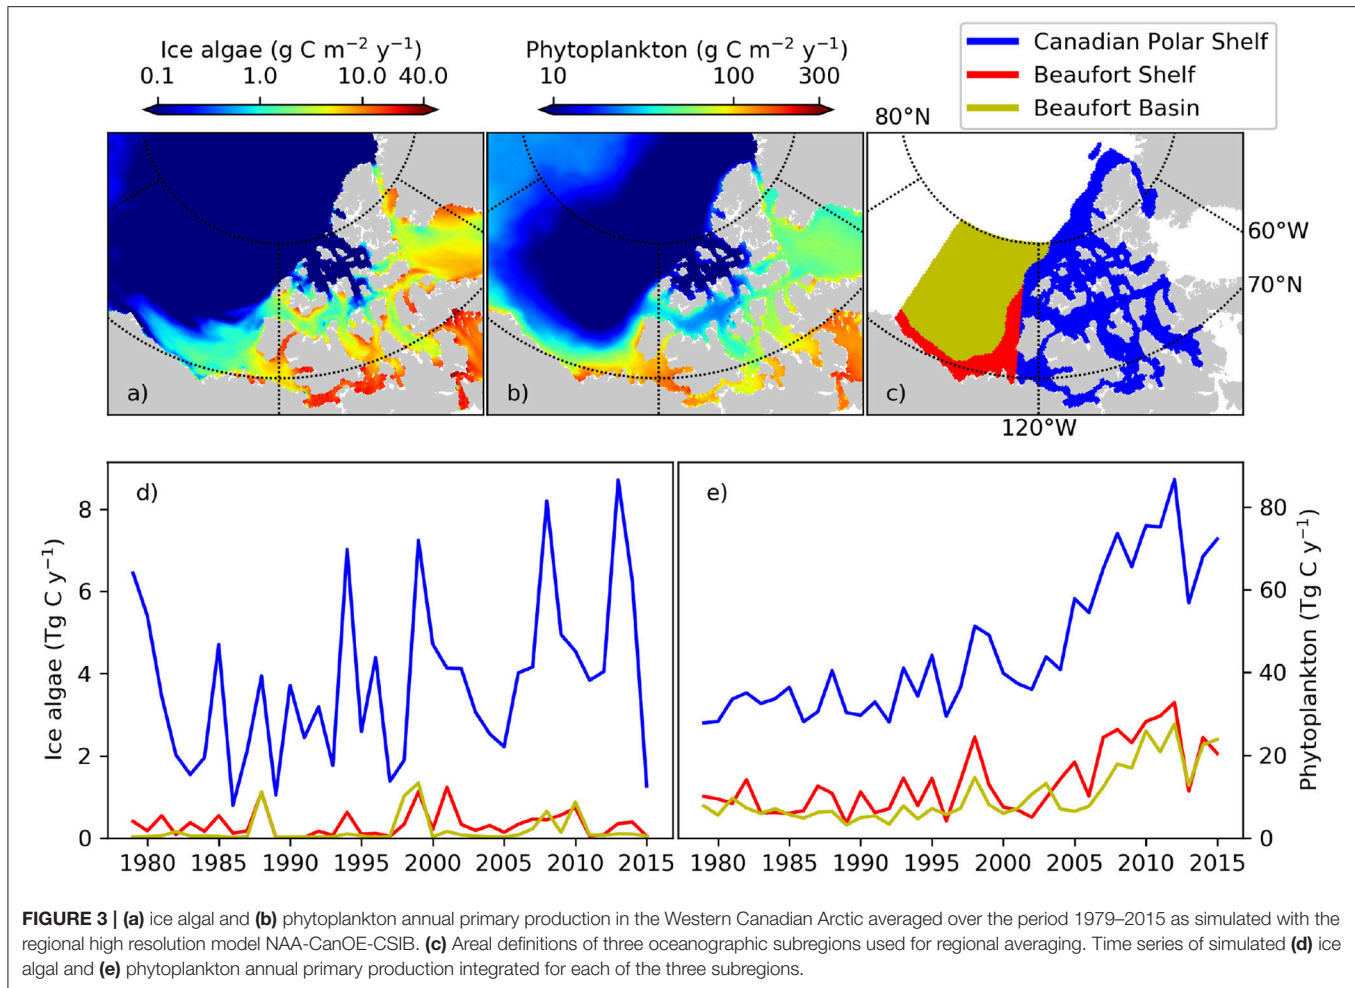 Ice algae (g C m⁻² y⁻¹)
0.1 1.0 10.0 40.0
Phytoplankton (g C m⁻² y⁻¹)
10 100 300
Canadian Polar Shelf
Beaufort Shelf
Beaufort Basin
80°N
60°W
70°N
120°W
a)
b)
c)
d)
Ice algae (Tg C y⁻¹)
8
6
4
2
0
1980 1985 1990 1995 2000 2005 2010 2015
e)
Phytoplankton (Tg C y⁻¹)
80
60
40
20
0
1980 1985 1990 1995 2000 2005 2010 2015
FIGURE 3 | (a) ice algal and (b) phytoplankton annual primary production in the Western Canadian Arctic averaged over the period 1979–2015 as simulated with the
regional high resolution model NAA-CanOE-CSIB. (c) Areal definitions of three oceanographic subregions used for regional averaging. Time series of simulated (d) ice
algal and (e) phytoplankton annual primary production integrated for each of the three subregions.